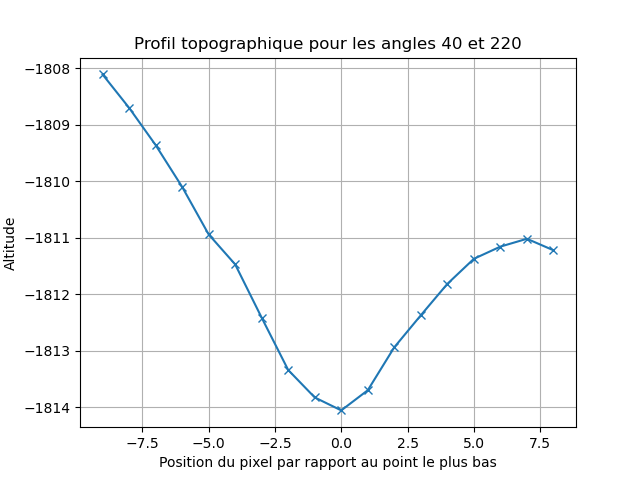 Profil topographique pour les angles 40 et 220
Altitude
−1808
−1809
−1810
−1811
−1812
−1813
−1814
−7.5 −5.0 −2.5 0.0 2.5 5.0 7.5
Position du pixel par rapport au point le plus bas